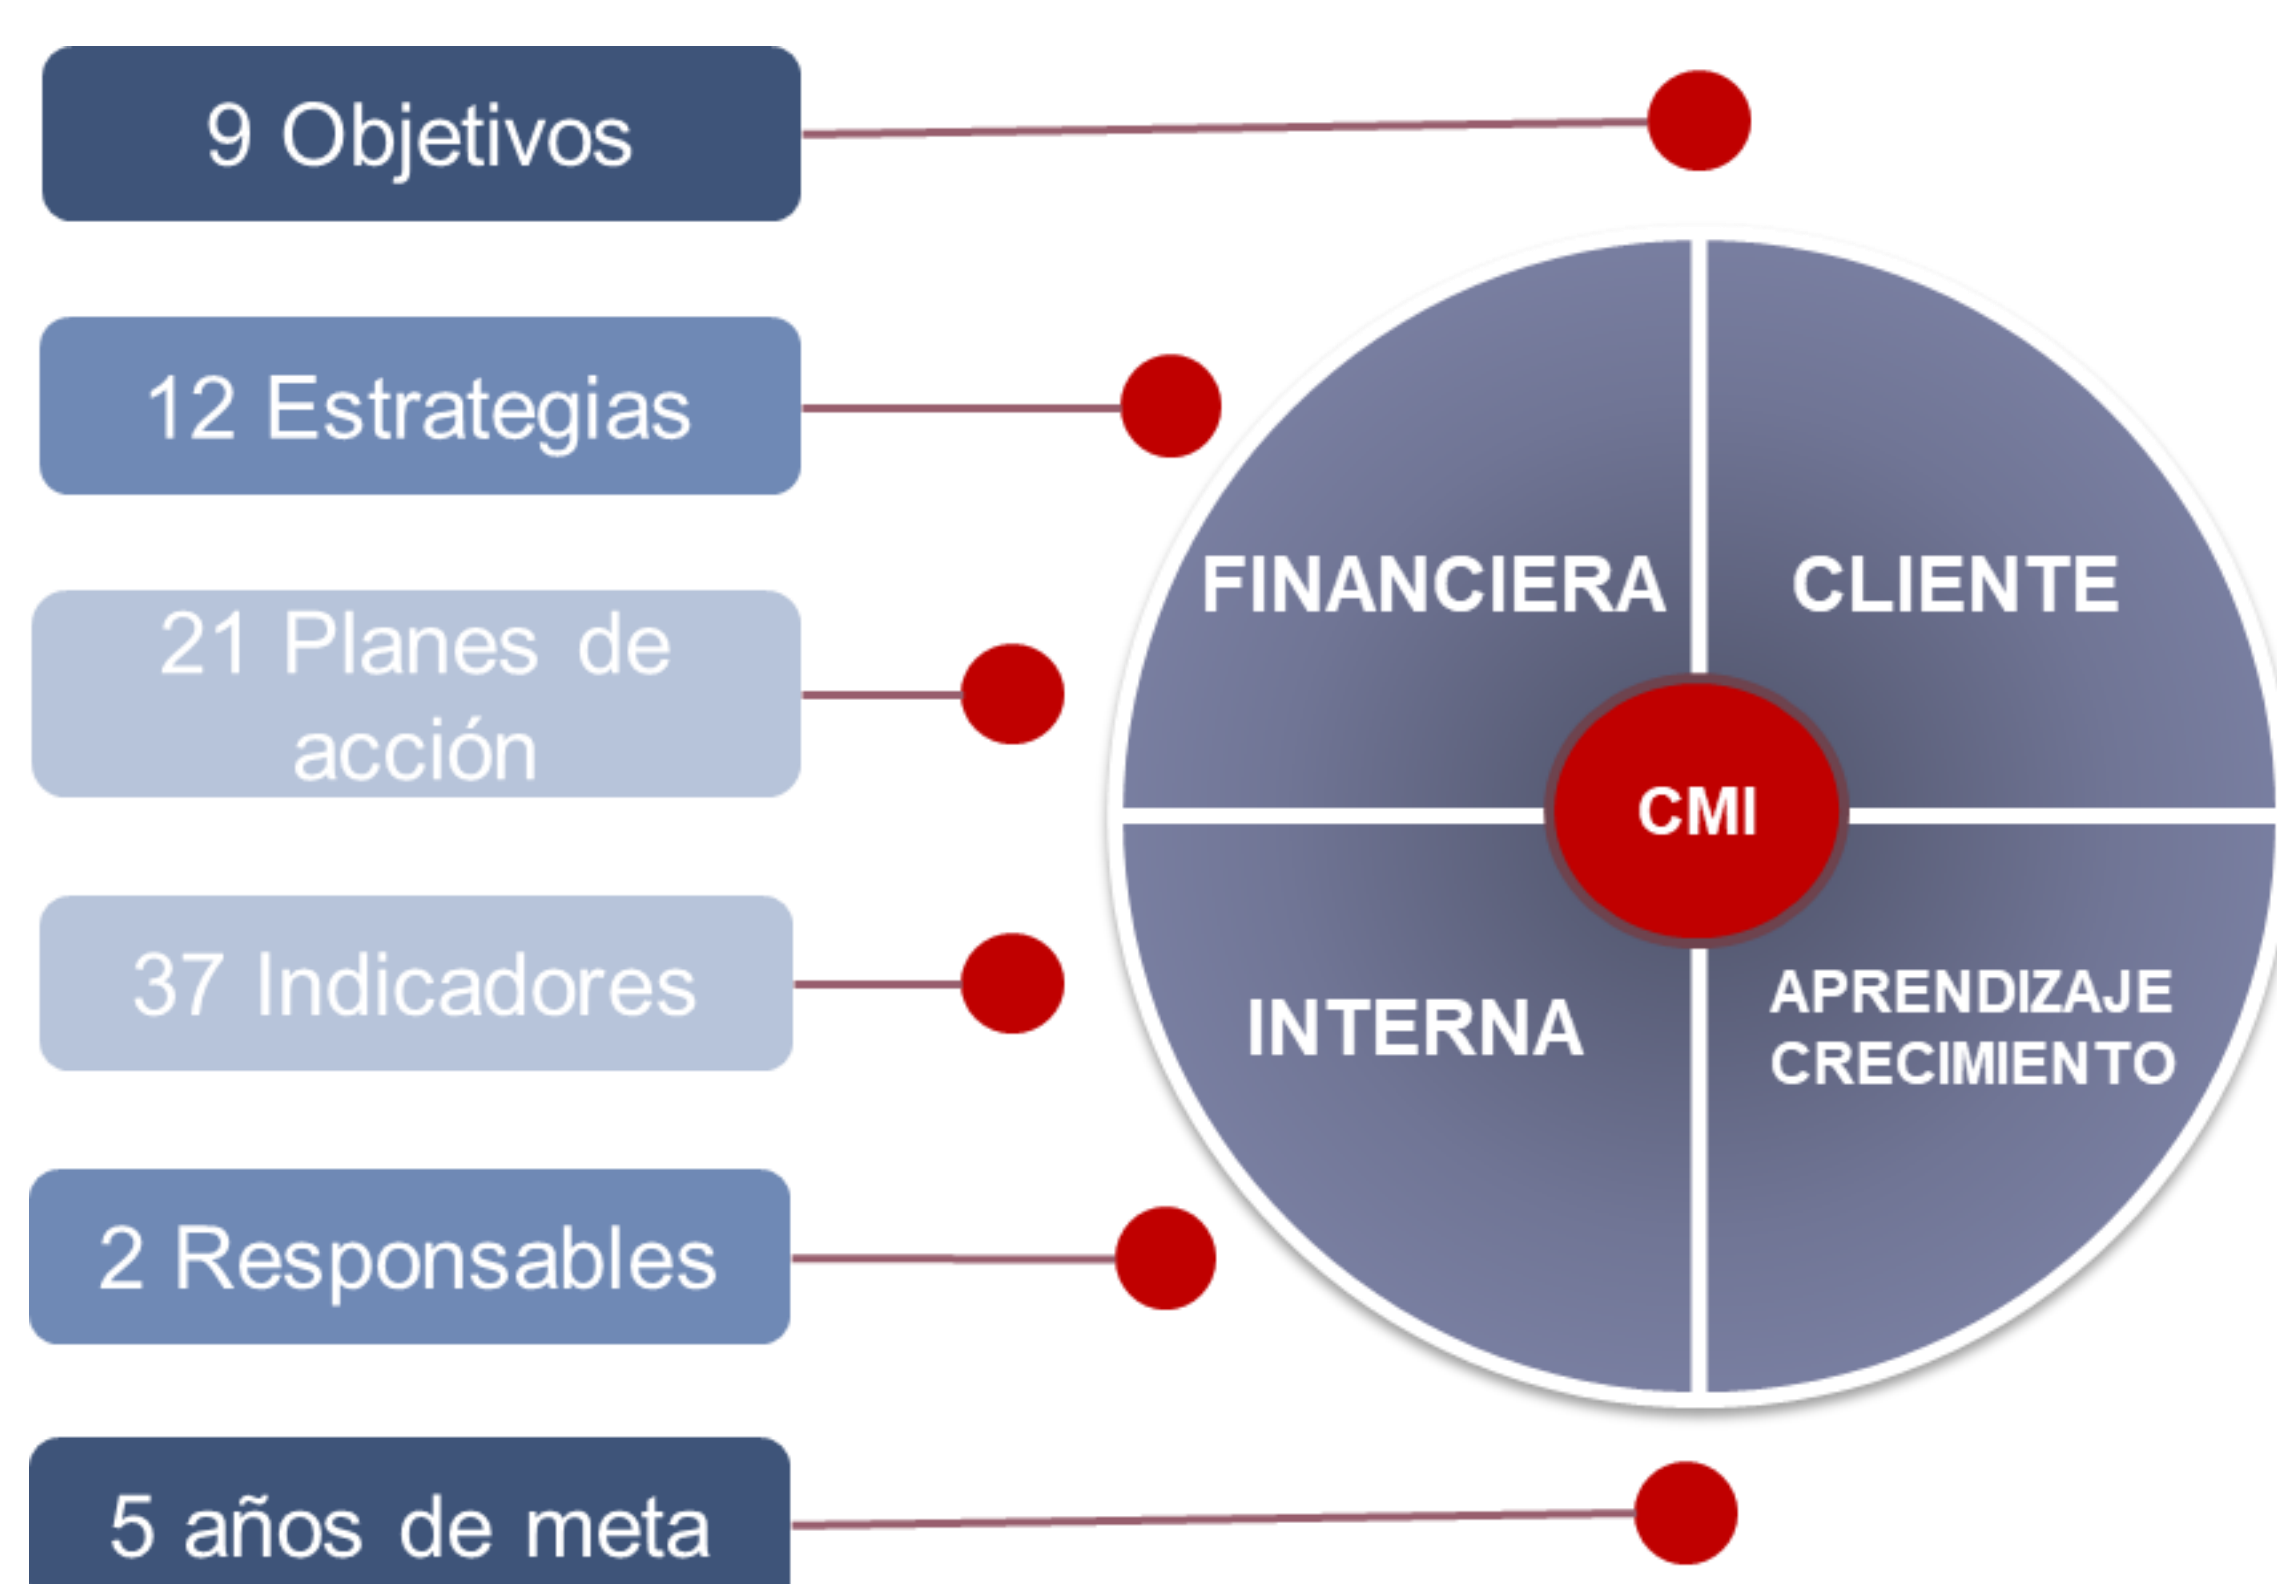 9 Objetivos
12 Estrategias
21 Planes de
acción
37 Indicadores
2 Responsables
5 años de meta
FINANCIERA
CLIENTE
CMI
INTERNA
APRENDIZAJE
CRECIMIENTO